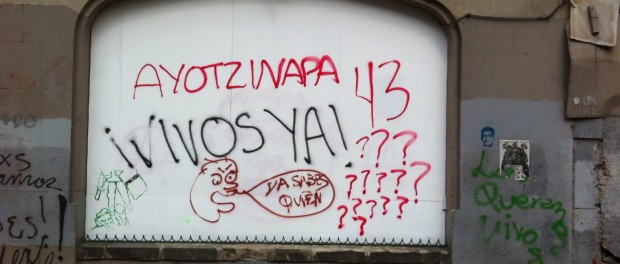 AYOTZINAPA 43
¡VIVOS YA!
???
?????
?????
??
YA SABES
QUIÉN
Los
Queremos
Vivos